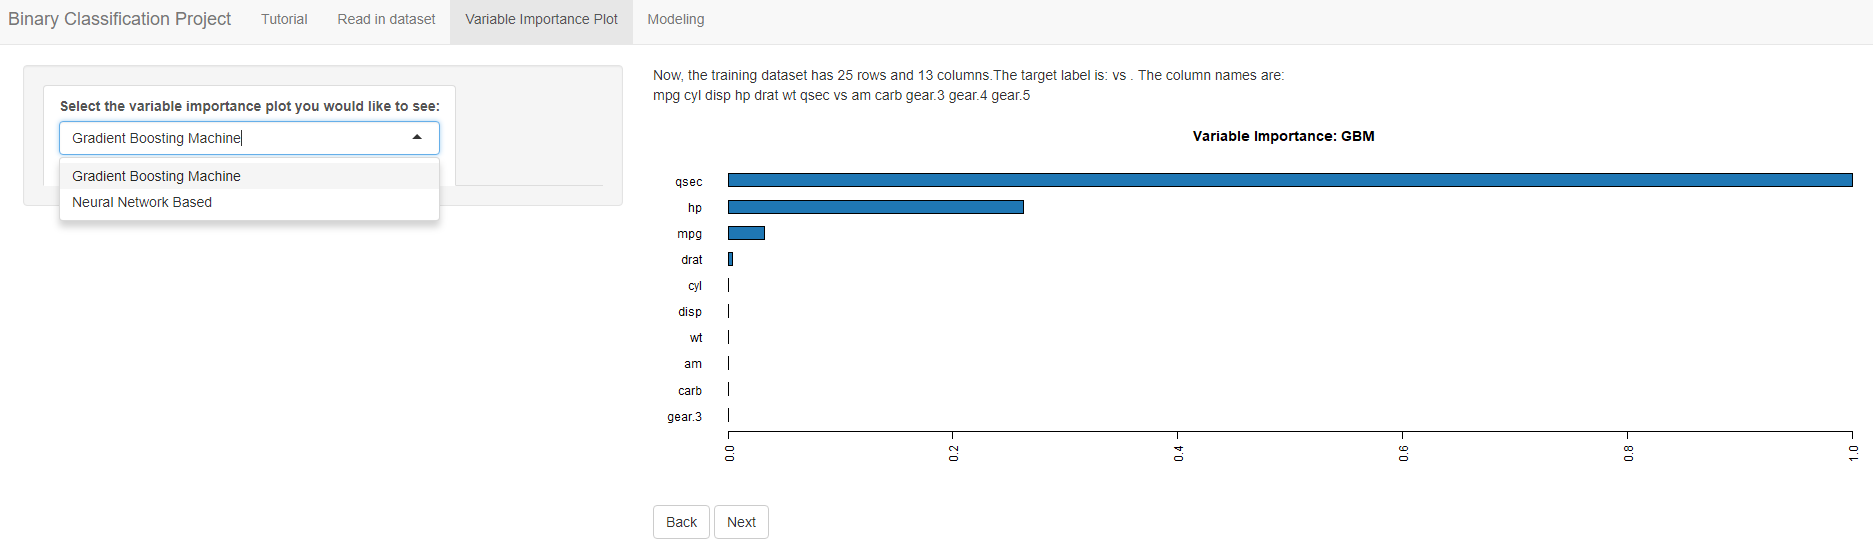 Binary Classification Project Tutorial Read in dataset Variable Importance Plot Modeling
Select the variable importance plot you would like to see:
Gradient Boosting Machine
Gradient Boosting Machine
Neural Network Based
Now, the training dataset has 25 rows and 13 columns.The target label is: vs . The column names are:
mpg cyl disp hp drat wt qsec vs am carb gear.3 gear.4 gear.5
Variable Importance: GBM
qsec
hp
mpg
drat
cyl
disp
wt
am
carb
gear.3
0.0 0.2 0.4 0.6 0.8 1.0
Back Next